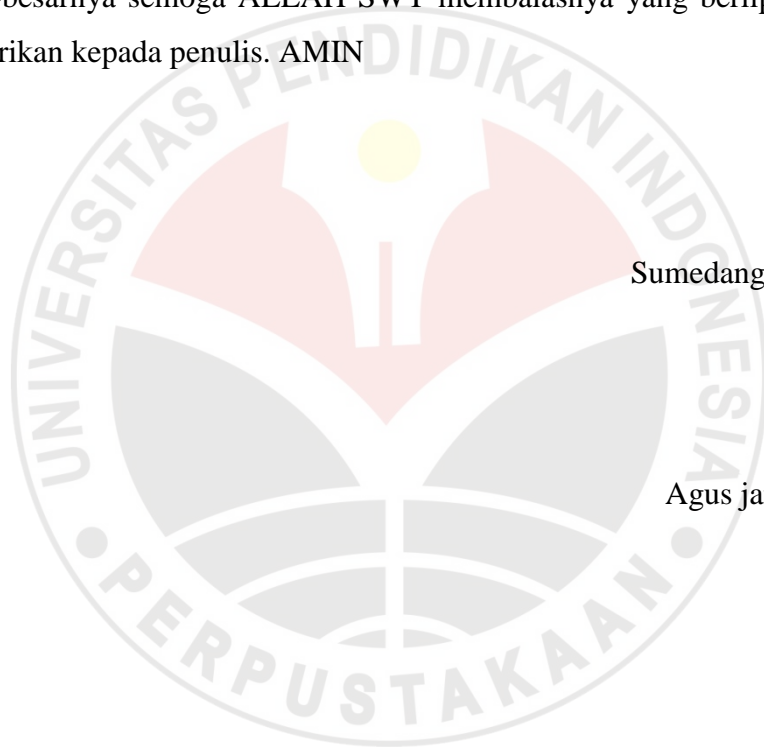 besarnya semoga ALLAH SWT membalasnya yang
rikan kepada penulis. AMIN
Sumedang
Agus ja
UNIVERSITAS PENDIDIKAN INDONESIA
PERPUSTAKAAN